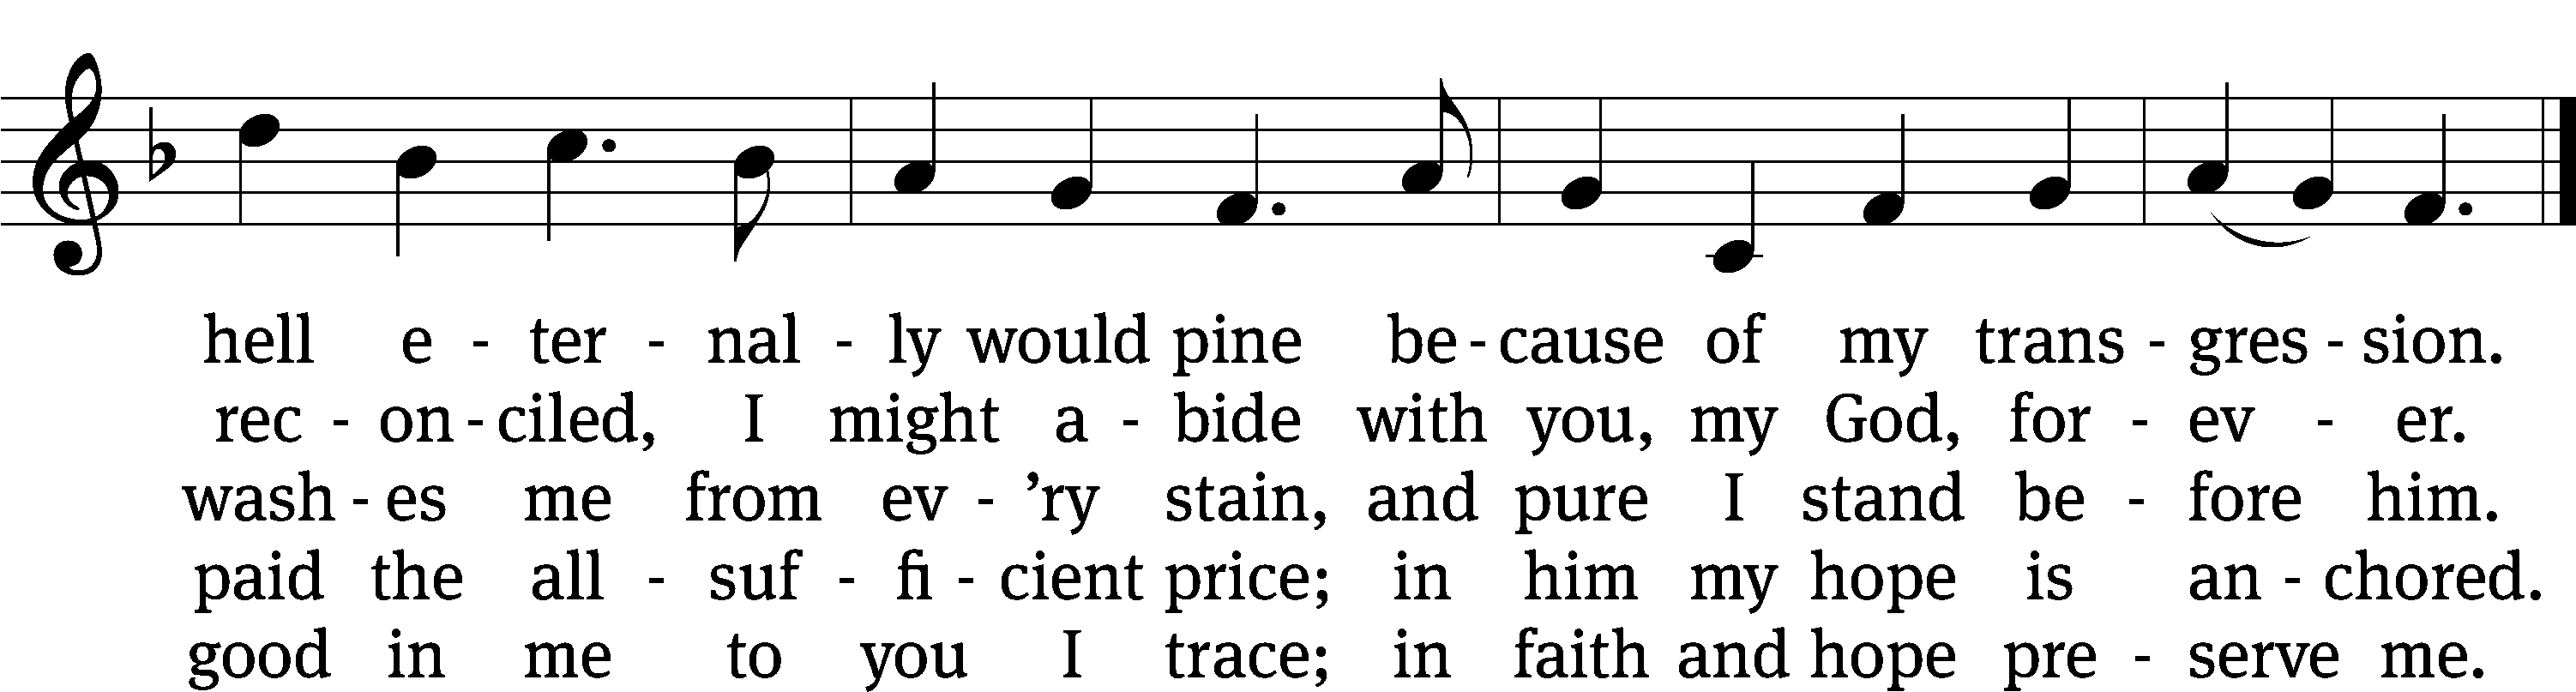 hell e - ter - nal - ly would pine be - cause of my trans - gres - sion.
rec - on - ciled, I might a - bide with you, my God, for - ev - er.
wash - es me from ev - ’ry stain, and pure I stand be - fore him.
paid the all - suf - fi - cient price; in him my hope is an - chored.
good in me to you I trace; in faith and hope pre - serve me.